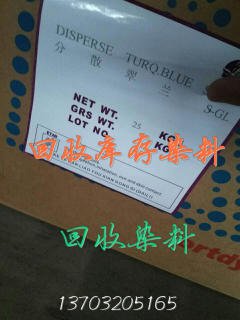 DISPERSE TURQ.BLUE
S-GL
分散翠兰
NET WT. 25 KG
GRS WT. KG
LOT NO.
回收库存染料
回收染料
13703205165